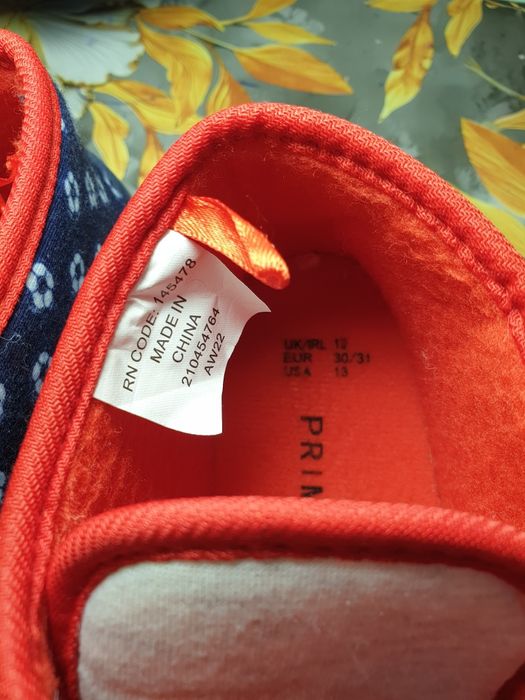 RN CODE: 145478
MADE IN
CHINA
210454764
AW22
UK/IRL 12
EUR 30/31
USA 13
PRIM